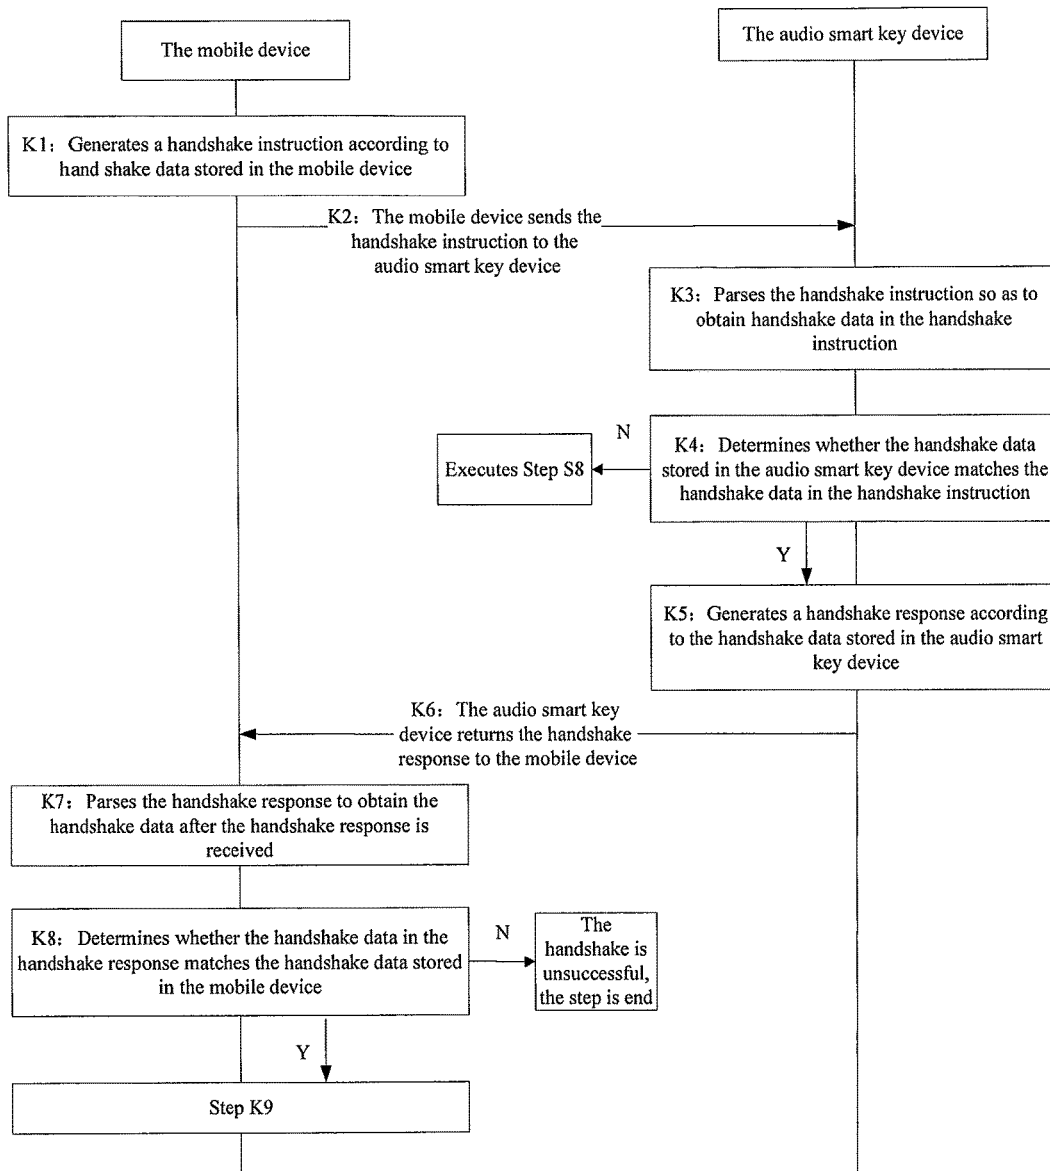 The mobile device
The audio smart key device
K1: Generates a handshake instruction according to
hand shake data stored in the mobile device
K2: The mobile device sends the
handshake instruction to the
audio smart key device
K3: Parses the handshake instruction so as to
obtain handshake data in the handshake
instruction
N
Executes Step S8
K4: Determines whether the handshake data
stored in the audio smart key device matches the
handshake data in the handshake instruction
Y
K5: Generates a handshake response according
to the handshake data stored in the audio smart
key device
K6: The audio smart key
device returns the handshake
response to the mobile device
K7: Parses the handshake response to obtain the
handshake data after the handshake response is
received
K8: Determines whether the handshake data in the
handshake response matches the handshake data stored
in the mobile device
N
The
handshake is
unsuccessful,
the step is end
Y
Step K9